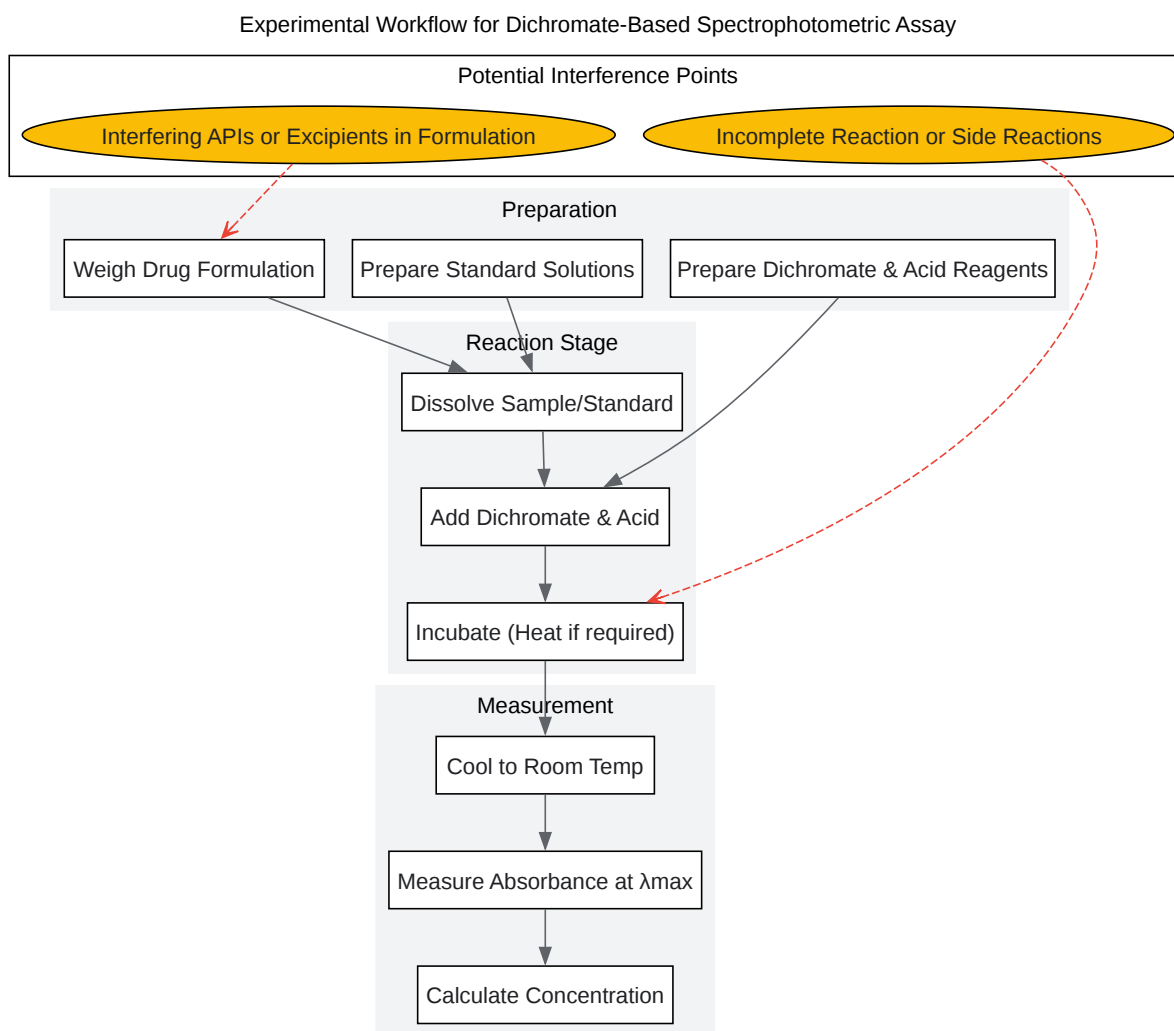 Experimental Workflow for Dichromate-Based Spectrophotometric Assay
Potential Interference Points
Interfering APIs or Excipients in Formulation
Incomplete Reaction or Side Reactions
Preparation
Weigh Drug Formulation
Prepare Standard Solutions
Prepare Dichromate & Acid Reagents
Reaction Stage
Dissolve Sample/Standard
Add Dichromate & Acid
Incubate (Heat if required)
Measurement
Cool to Room Temp
Measure Absorbance at λmax
Calculate Concentration